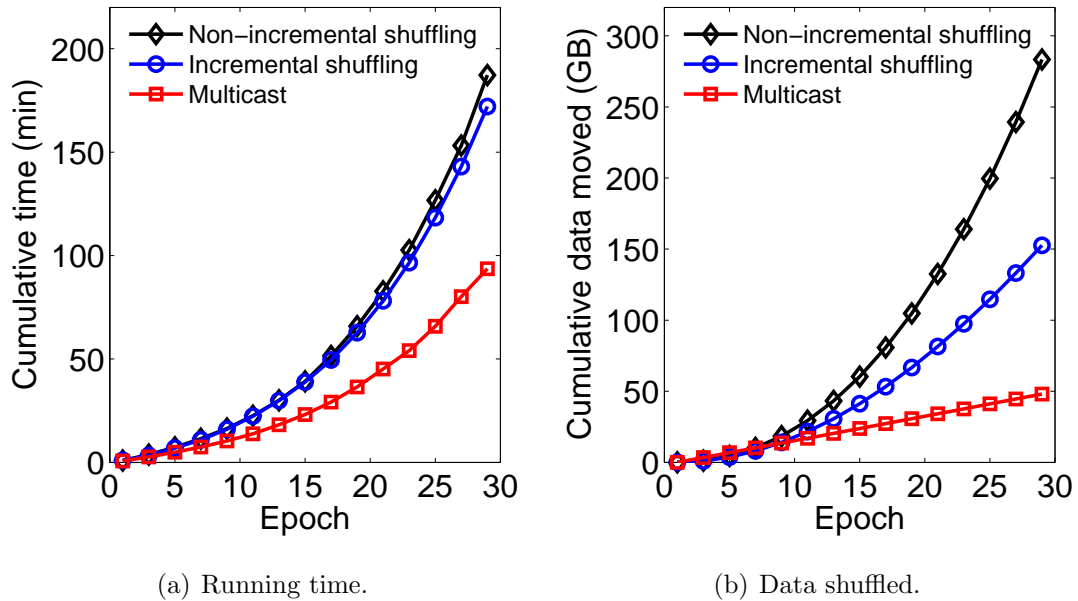 200
150
100
50
0
Cumulative time (min)
Non−incremental shuffling
Incremental shuffling
Multicast
0 5 10 15 20 25 30
Epoch
(a) Running time.
300
250
200
150
100
50
0
Cumulative data moved (GB)
Non−incremental shuffling
Incremental shuffling
Multicast
0 5 10 15 20 25 30
Epoch
(b) Data shuffled.